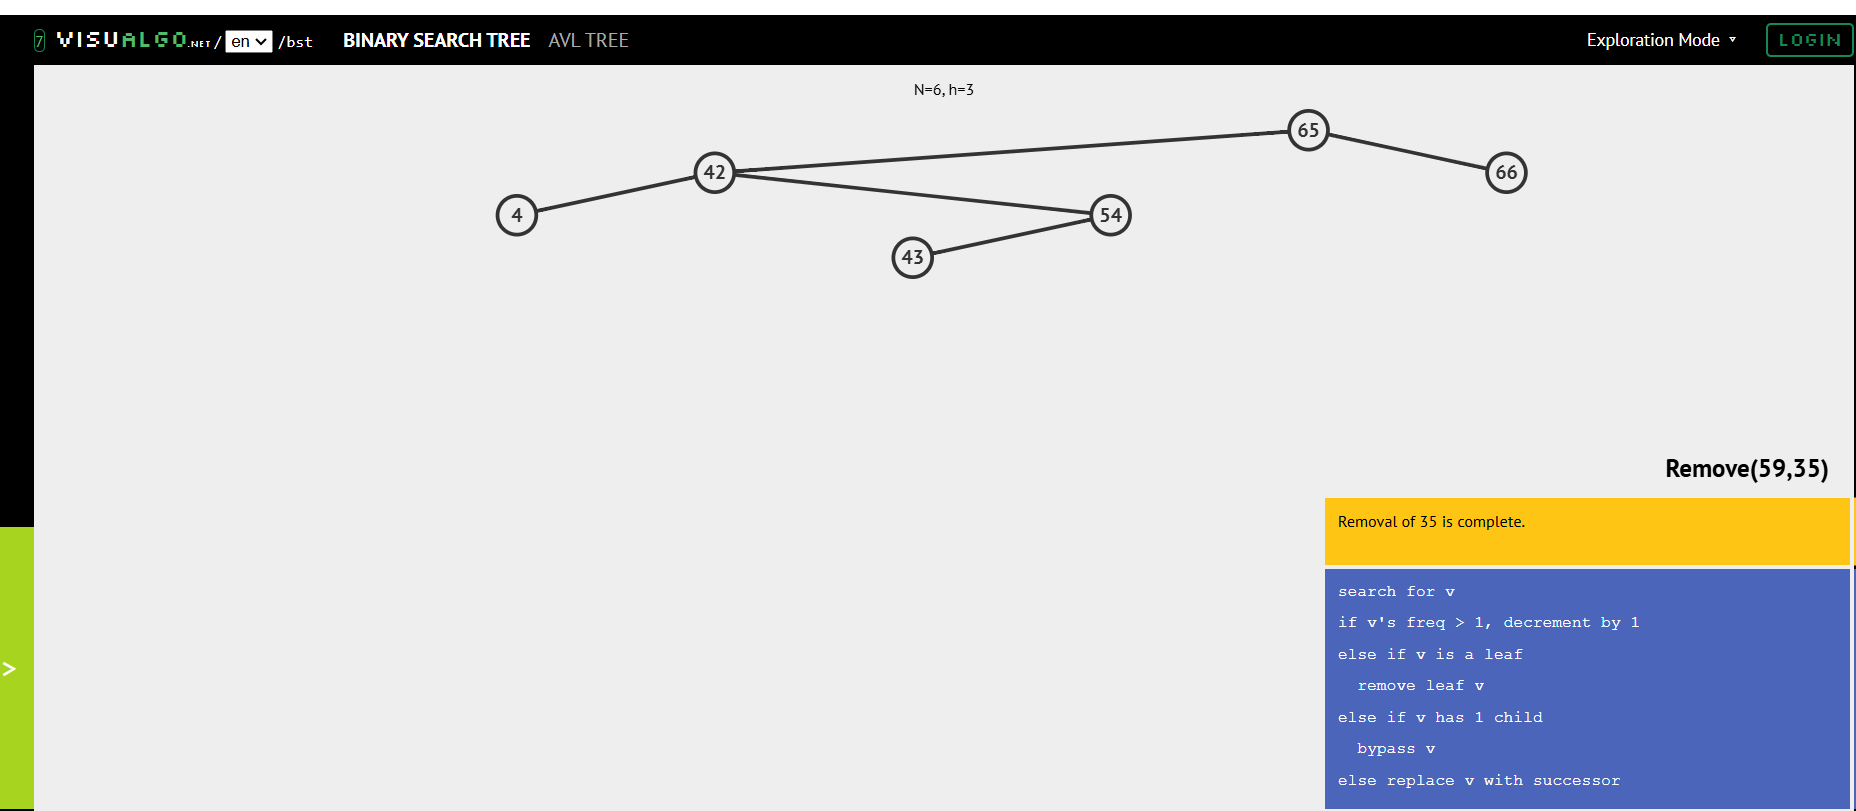 7 VISUALGO.NET / en /bst BINARY SEARCH TREE AVL TREE Exploration Mode ▾ LOGIN
N=6, h=3
65
42 66
4 54
43
Remove(59,35)
Removal of 35 is complete.
search for v
if v's freq > 1, decrement by 1
else if v is a leaf
remove leaf v
else if v has 1 child
bypass v
else replace v with successor
>